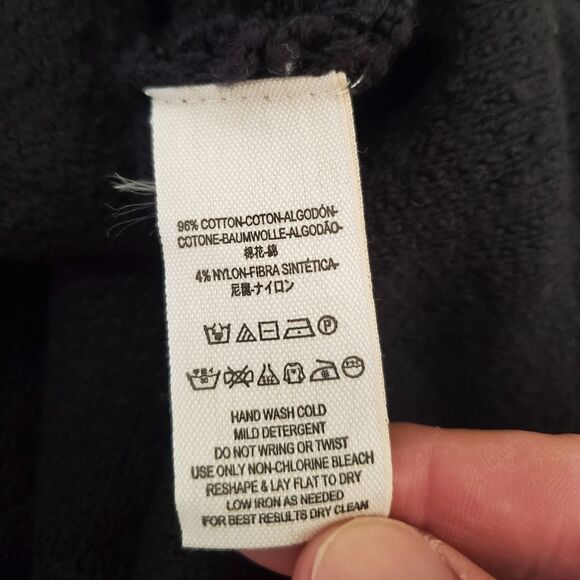 96% COTTON-COTON-ALGODÓN-
COTONE-BAUMWOLLE-ALGODÃO-
棉花-綿
4% NYLON-FIBRA SINTÉTICA-
尼龍-ナイロン
P
HAND WASH COLD
MILD DETERGENT
DO NOT WRING OR TWIST
USE ONLY NON-CHLORINE BLEACH
RESHAPE & LAY FLAT TO DRY
LOW IRON AS NEEDED
FOR BEST RESULTS DRY CLEAN